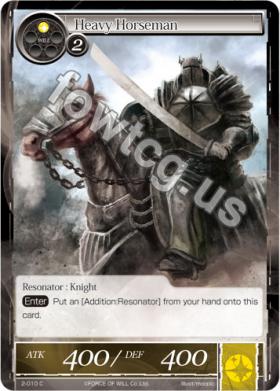 Heavy Horseman
WILL
2
fowtcg.us
Resonator : Knight
Enter Put an [Addition:Resonator] from your hand onto this
card.
ATK 400/ DEF 400
2-010 C ©FORCE OF WILL Co.,Ltd.